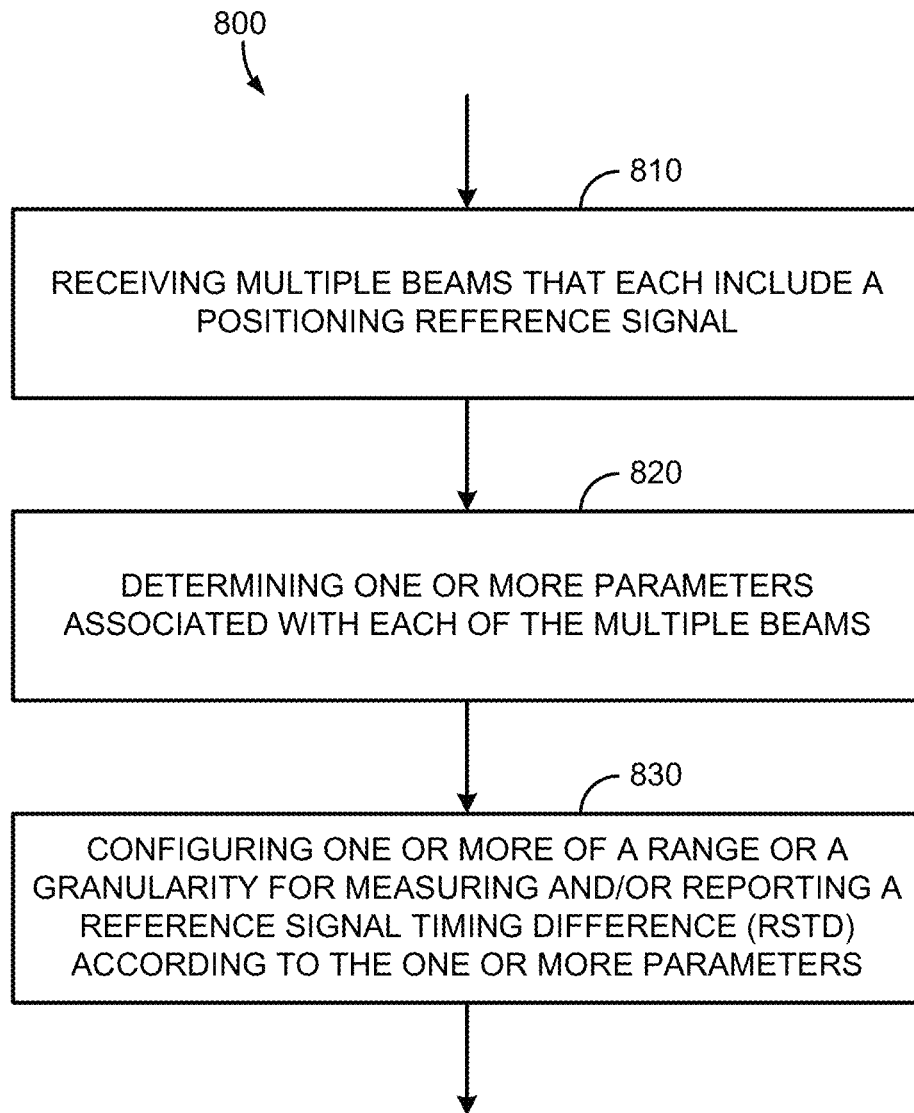 800
810
RECEIVING MULTIPLE BEAMS THAT EACH INCLUDE A
POSITIONING REFERENCE SIGNAL
820
DETERMINING ONE OR MORE PARAMETERS
ASSOCIATED WITH EACH OF THE MULTIPLE BEAMS
830
CONFIGURING ONE OR MORE OF A RANGE OR A
GRANULARITY FOR MEASURING AND/OR REPORTING A
REFERENCE SIGNAL TIMING DIFFERENCE (RSTD)
ACCORDING TO THE ONE OR MORE PARAMETERS